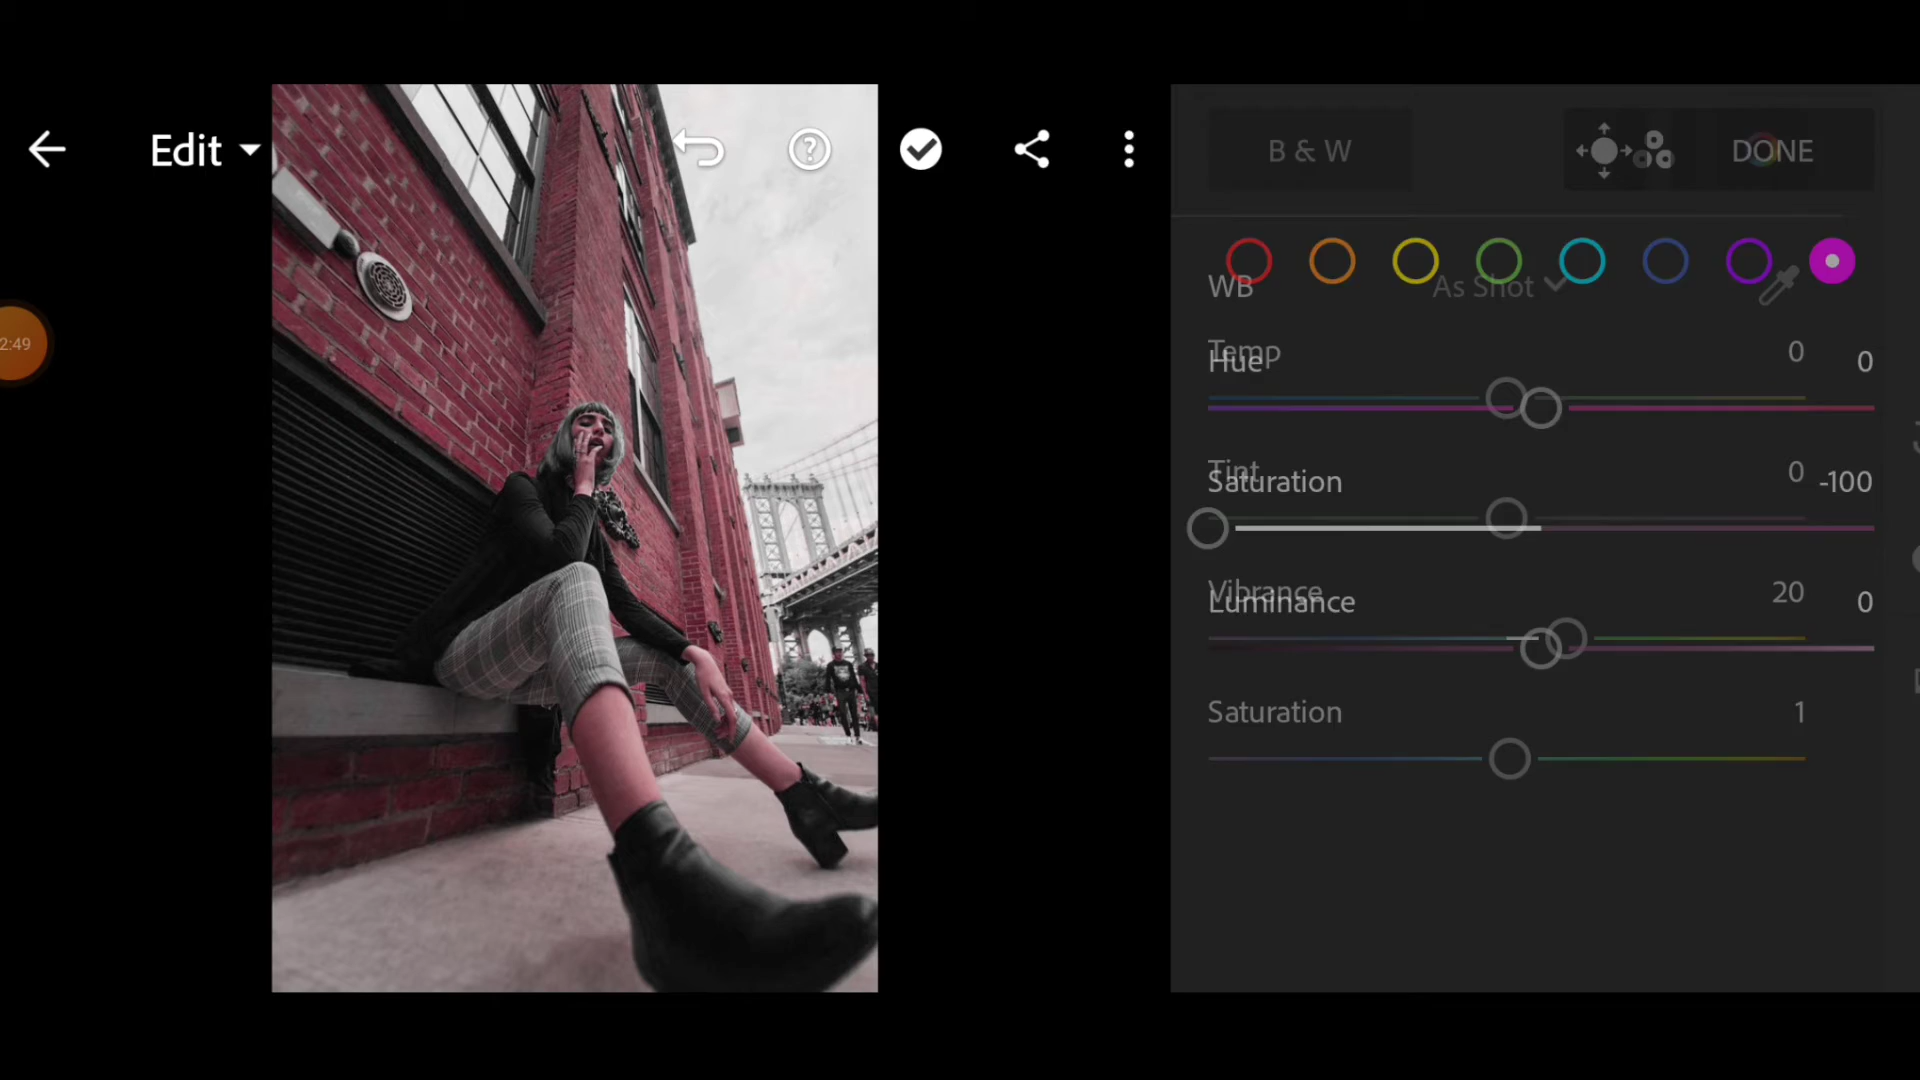 Edit
B & W
DONE
2:49
WB
As Shot
Temp
0
Hue
0
Tint
0
Saturation
-100
Vibrance
20
Luminance
0
Saturation
1